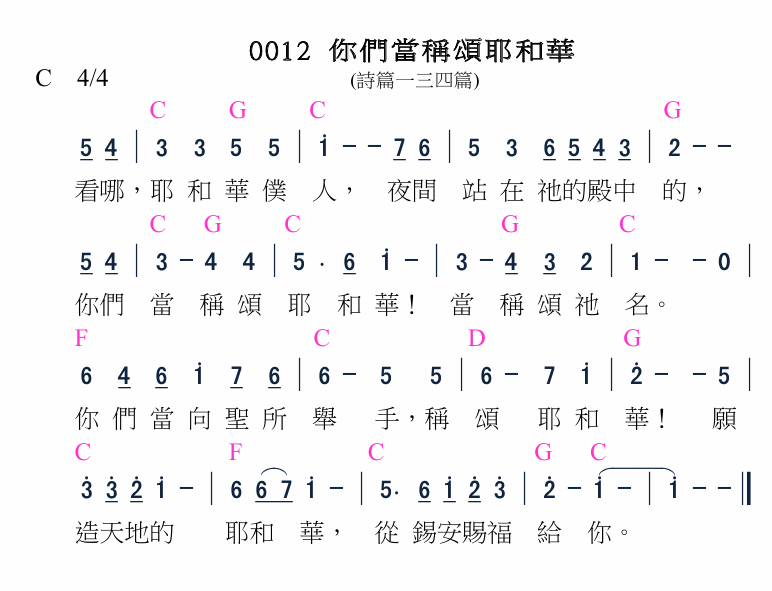 0012 你們當稱頌耶和華
C 4/4 (詩篇一三四篇)
C G C G
5 4 | 3 3 5 5 | i - - 7 6 | 5 3 6 5 4 3 | 2 - -
看哪，耶 和 華 僕 人， 夜間 站 在 祂的殿中 的，
C G C G C
5 4 | 3 - 4 4 | 5 . 6 i - | 3 - 4 3 2 | 1 - - 0 |
你們 當 稱 頌 耶 和 華！ 當 稱 頌 祂 名。
F C D G
6 4 6 i 7 6 | 6 - 5 5 | 6 - 7 i | 2̇ - - 5 |
你 們 當 向 聖 所 舉 手，稱 頌 耶 和 華！ 願
C F C G C
3̇ 3̇ 2̇ i - | 6 6 7 i - | 5. 6 i 2̇ 3̇ | 2̇ - i - | i - - ||
造天地的 耶和 華， 從 錫安賜福 給 你。